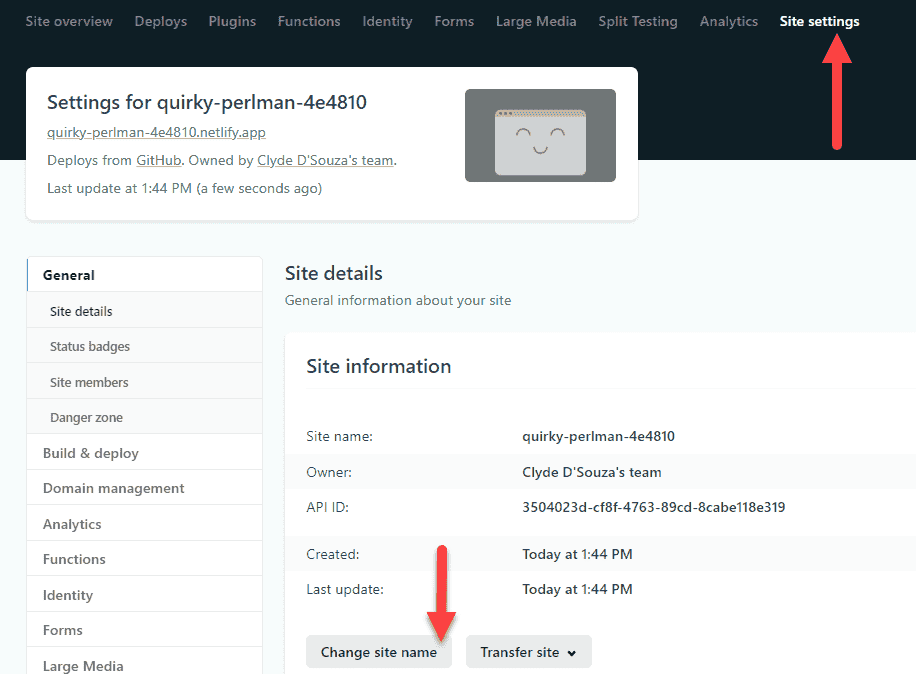 Site overview Deploys Plugins Functions Identity Forms Large Media Split Testing Analytics Site settings
Settings for quirky-perlman-4e4810
quirky-perlman-4e4810.netlify.app
Deploys from GitHub. Owned by Clyde D'Souza's team.
Last update at 1:44 PM (a few seconds ago)
General
Site details
Status badges
Site members
Danger zone
Build & deploy
Domain management
Analytics
Functions
Identity
Forms
Large Media
Site details
General information about your site
Site information
Site name: quirky-perlman-4e4810
Owner: Clyde D'Souza's team
API ID: 3504023d-cf8f-4763-89cd-8cabe118e319
Created: Today at 1:44 PM
Last update: Today at 1:44 PM
Change site name Transfer site